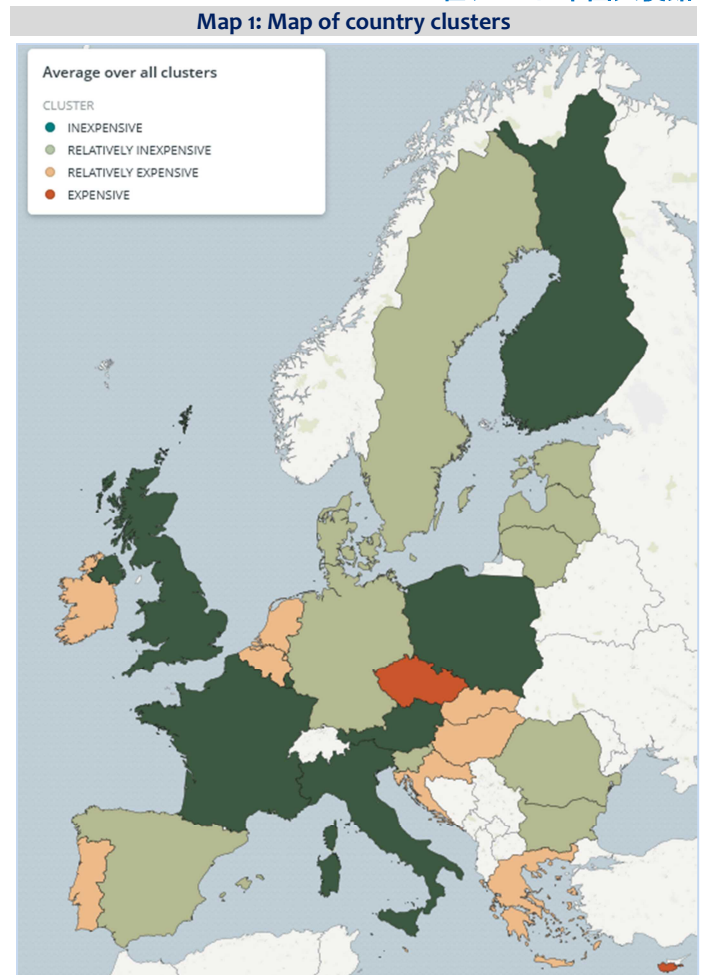 Map 1: Map of country clusters
Average over all clusters
CLUSTER
INEXPENSIVE
RELATIVELY INEXPENSIVE
RELATIVELY EXPENSIVE
EXPENSIVE